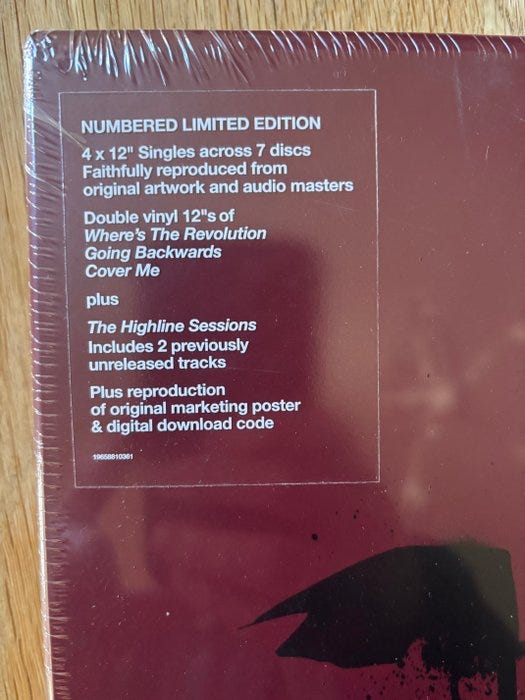 NUMBERED LIMITED EDITION
4 x 12" Singles across 7 discs
Faithfully reproduced from
original artwork and audio masters
Double vinyl 12"s of
Where's The Revolution
Going Backwards
Cover Me
plus
The Highline Sessions
Includes 2 previously
unreleased tracks
Plus reproduction
of original marketing poster
& digital download code
19658810381